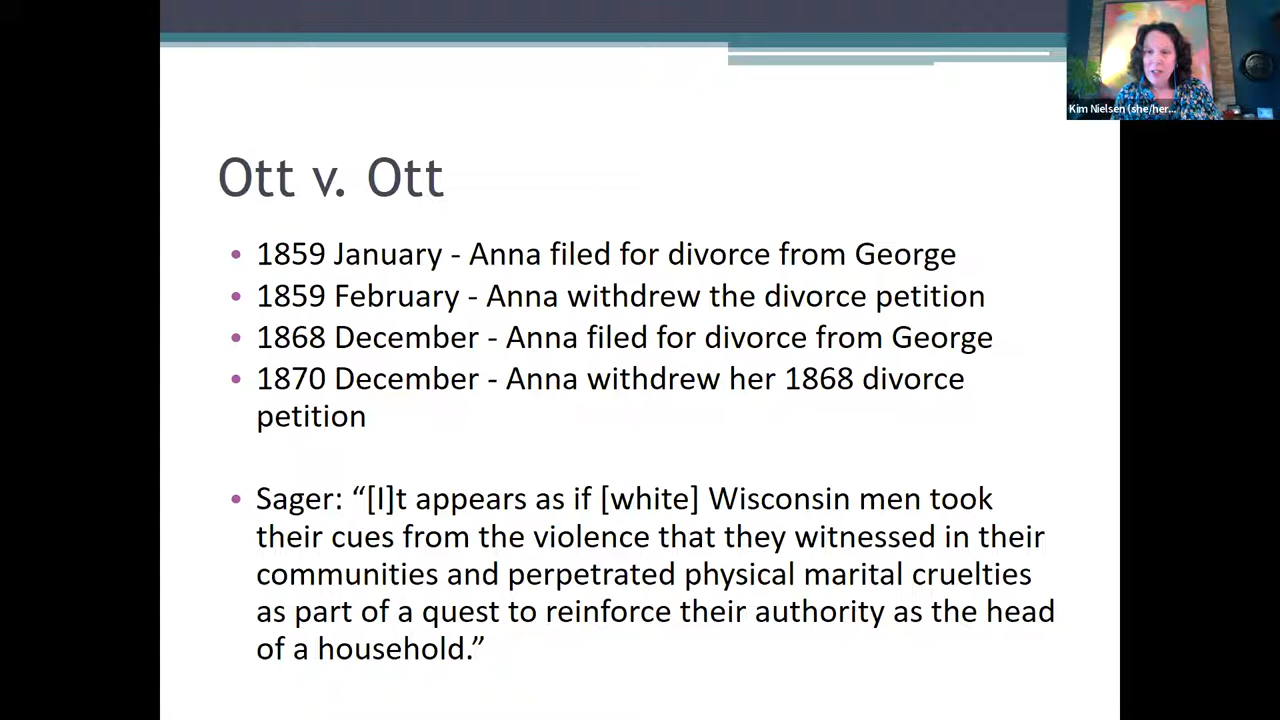 Kim Nielsen (she/her...
Ott v. Ott
• 1859 January - Anna filed for divorce from George
• 1859 February - Anna withdrew the divorce petition
• 1868 December - Anna filed for divorce from George
• 1870 December - Anna withdrew her 1868 divorce
petition
• Sager: “[I]t appears as if [white] Wisconsin men took
their cues from the violence that they witnessed in their
communities and perpetrated physical marital cruelties
as part of a quest to reinforce their authority as the head
of a household.”